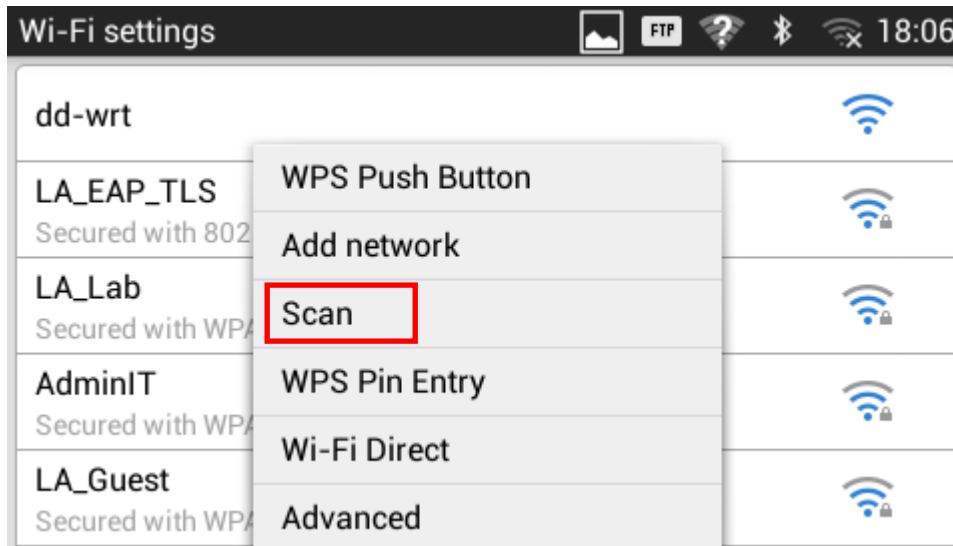 Wi-Fi settings FTP 18:06
dd-wrt
LA_EAP_TLS
Secured with 802
LA_Lab
Secured with WPA
AdminIT
Secured with WPA
LA_Guest
Secured with WPA
WPS Push Button
Add network
Scan
WPS Pin Entry
Wi-Fi Direct
Advanced